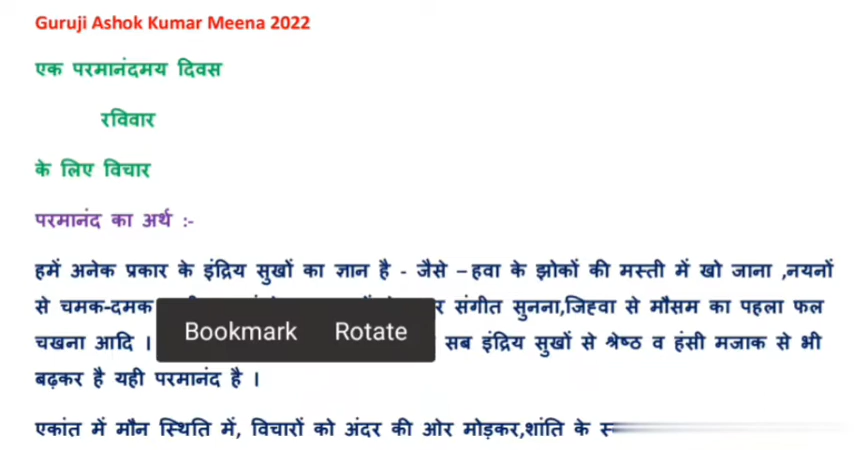 Guruji Ashok Kumar Meena 2022
एक परमानंदमय दिवस
रविवार
के लिए विचार
परमानंद का अर्थ :-
हमें अनेक प्रकार के इंद्रिय सुखों का ज्ञान है - जैसे – हवा के झोकों की मस्ती में खो जाना ,नयनों
से चमक-दमक संगीत सुनना,जिह्वा से मौसम का पहला फल
Bookmark Rotate
चखना आदि । सब इंद्रिय सुखों से श्रेष्ठ व हंसी मजाक से भी
बढ़कर है यही परमानंद है ।
एकांत में मौन स्थिति में, विचारों को अंदर की ओर मोड़कर,शांति के